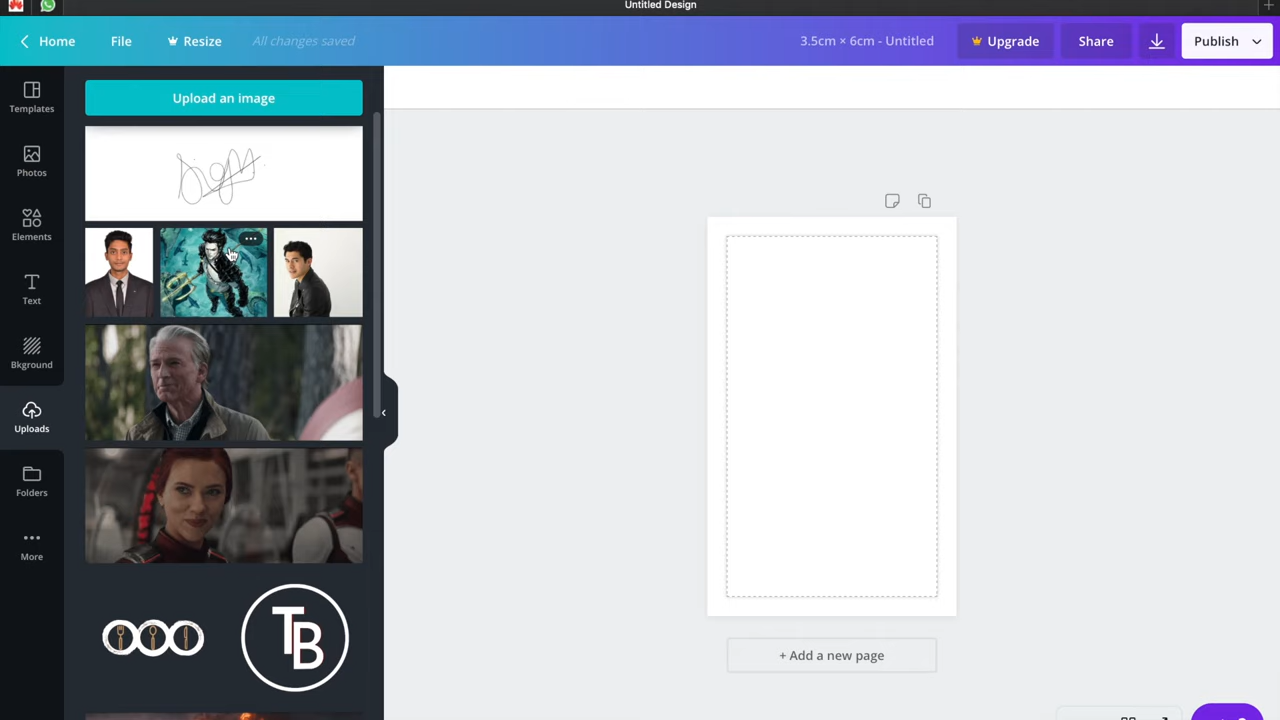 Untitled Design
Home
File
Resize
All changes saved
3.5cm × 6cm - Untitled
Upgrade
Share
Publish
Templates
Photos
Elements
Text
Bkground
Uploads
Folders
More
Upload an image
TB
+ Add a new page